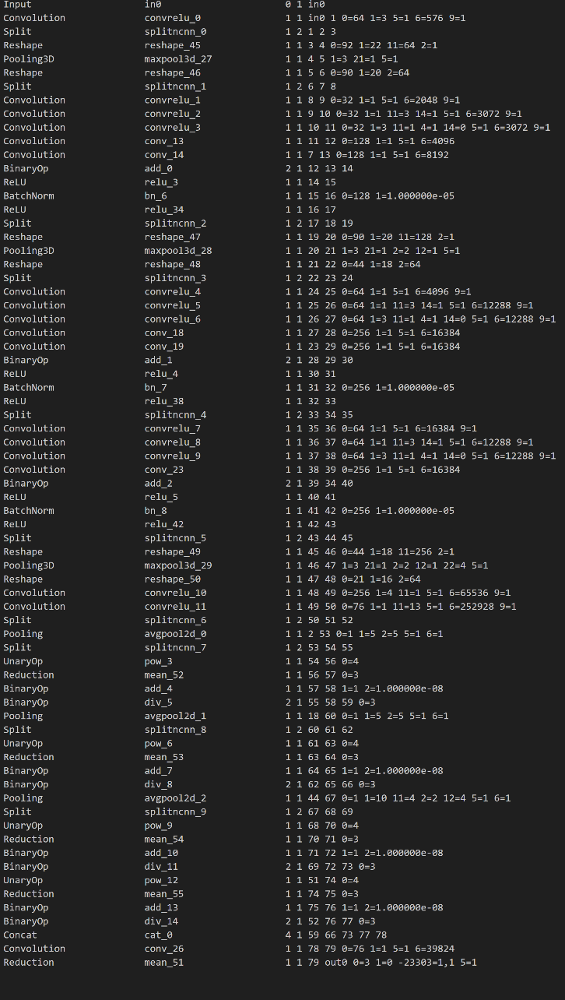 Input in0 0 1 in0
Convolution convrelu_0 1 1 in0 1 0=64 1=3 5=1 6=576 9=1
Split splitncnn_0 1 2 1 2 3
Reshape reshape_45 1 1 3 4 0=92 1=22 11=64 2=1
Pooling3D maxpool3d_27 1 1 4 5 1=3 21=1 5=1
Reshape reshape_46 1 1 5 6 0=90 1=20 2=64
Split splitncnn_1 1 2 6 7 8
Convolution convrelu_1 1 1 8 9 0=32 1=1 5=1 6=2048 9=1
Convolution convrelu_2 1 1 9 10 0=32 1=1 11=3 14=1 5=1 6=3072 9=1
Convolution convrelu_3 1 1 10 11 0=32 1=3 11=1 4=1 14=0 5=1 6=3072 9=1
Convolution conv_13 1 1 11 12 0=128 1=1 5=1 6=4096
Convolution conv_14 1 1 7 13 0=128 1=1 5=1 6=8192
BinaryOp add_0 2 1 12 13 14
ReLU relu_3 1 1 14 15
BatchNorm bn_6 1 1 15 16 0=128 1=1.000000e-05
ReLU relu_34 1 1 16 17
Split splitncnn_2 1 2 17 18 19
Reshape reshape_47 1 1 19 20 0=90 1=20 11=128 2=1
Pooling3D maxpool3d_28 1 1 20 21 1=3 21=1 2=2 12=1 5=1
Reshape reshape_48 1 1 21 22 0=44 1=18 2=64
Split splitncnn_3 1 2 22 23 24
Convolution convrelu_4 1 1 24 25 0=64 1=1 5=1 6=4096 9=1
Convolution convrelu_5 1 1 25 26 0=64 1=1 11=3 14=1 5=1 6=12288 9=1
Convolution convrelu_6 1 1 26 27 0=64 1=3 11=1 4=1 14=0 5=1 6=12288 9=1
Convolution conv_18 1 1 27 28 0=256 1=1 5=1 6=16384
Convolution conv_19 1 1 23 29 0=256 1=1 5=1 6=16384
BinaryOp add_1 2 1 28 29 30
ReLU relu_4 1 1 30 31
BatchNorm bn_7 1 1 31 32 0=256 1=1.000000e-05
ReLU relu_38 1 1 32 33
Split splitncnn_4 1 2 33 34 35
Convolution convrelu_7 1 1 35 36 0=64 1=1 5=1 6=16384 9=1
Convolution convrelu_8 1 1 36 37 0=64 1=1 11=3 14=1 5=1 6=12288 9=1
Convolution convrelu_9 1 1 37 38 0=64 1=3 11=1 4=1 14=0 5=1 6=12288 9=1
Convolution conv_23 1 1 38 39 0=256 1=1 5=1 6=16384
BinaryOp add_2 2 1 39 34 40
ReLU relu_5 1 1 40 41
BatchNorm bn_8 1 1 41 42 0=256 1=1.000000e-05
ReLU relu_42 1 1 42 43
Split splitncnn_5 1 2 43 44 45
Reshape reshape_49 1 1 45 46 0=44 1=18 11=256 2=1
Pooling3D maxpool3d_29 1 1 46 47 1=3 21=1 2=2 12=1 22=4 5=1
Reshape reshape_50 1 1 47 48 0=21 1=16 2=64
Convolution convrelu_10 1 1 48 49 0=256 1=4 11=1 5=1 6=65536 9=1
Convolution convrelu_11 1 1 49 50 0=76 1=1 11=13 5=1 6=252928 9=1
Split splitncnn_6 1 2 50 51 52
Pooling avgpool2d_0 1 1 2 53 0=1 1=5 2=5 5=1 6=1
Split splitncnn_7 1 2 53 54 55
UnaryOp pow_3 1 1 54 56 0=4
Reduction mean_52 1 1 56 57 0=3
BinaryOp add_4 1 1 57 58 1=1 2=1.000000e-08
BinaryOp div_5 2 1 55 58 59 0=3
Pooling avgpool2d_1 1 1 18 60 0=1 1=5 2=5 5=1 6=1
Split splitncnn_8 1 2 60 61 62
UnaryOp pow_6 1 1 61 63 0=4
Reduction mean_53 1 1 63 64 0=3
BinaryOp add_7 1 1 64 65 1=1 2=1.000000e-08
BinaryOp div_8 2 1 62 65 66 0=3
Pooling avgpool2d_2 1 1 44 67 0=1 1=10 11=4 2=2 12=4 5=1 6=1
Split splitncnn_9 1 2 67 68 69
UnaryOp pow_9 1 1 68 70 0=4
Reduction mean_54 1 1 70 71 0=3
BinaryOp add_10 1 1 71 72 1=1 2=1.000000e-08
BinaryOp div_11 2 1 69 72 73 0=3
UnaryOp pow_12 1 1 51 74 0=4
Reduction mean_55 1 1 74 75 0=3
BinaryOp add_13 1 1 75 76 1=1 2=1.000000e-08
BinaryOp div_14 2 1 52 76 77 0=3
Concat cat_0 4 1 59 66 73 77 78
Convolution conv_26 1 1 78 79 0=76 1=1 5=1 6=39824
Reduction mean_51 1 1 79 out0 0=3 1=0 -23303=1,1 5=1